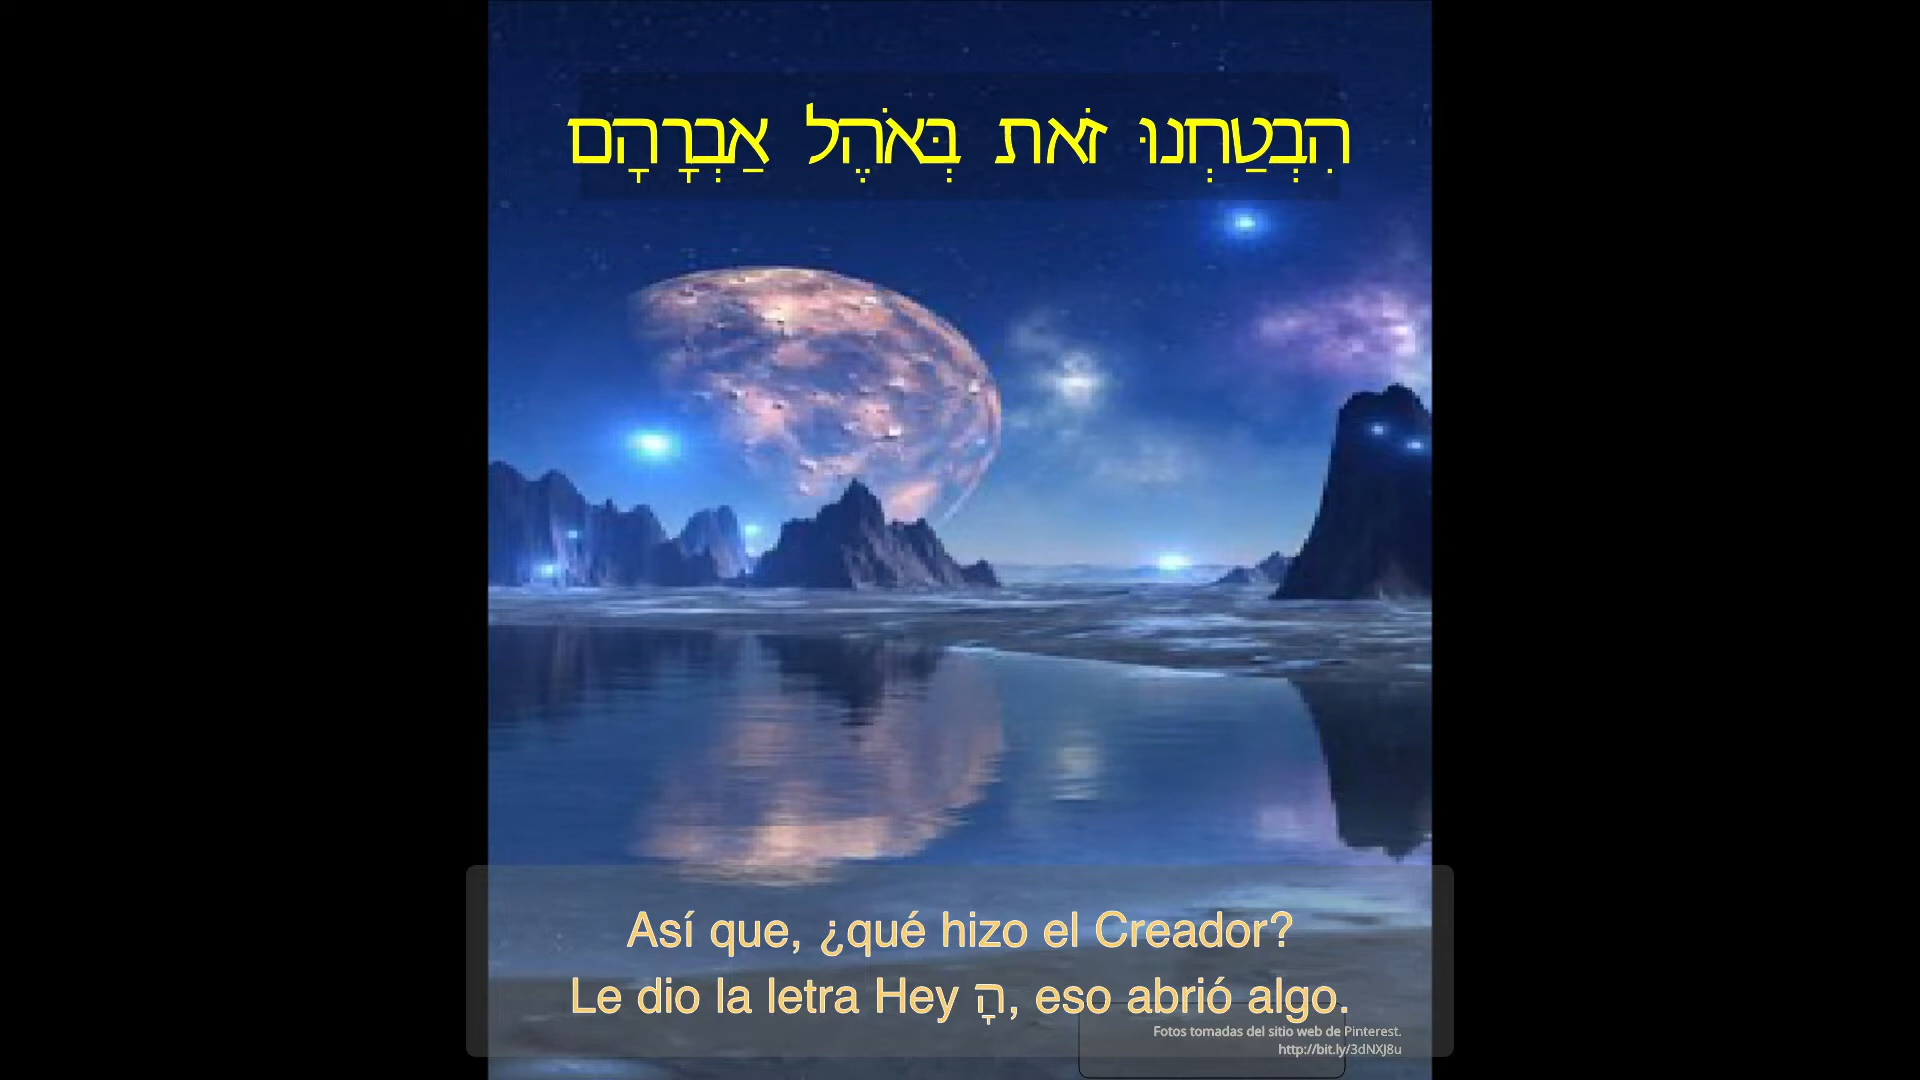 הִבְטַחְנוּ זֹאת בְּאֹהֶל אַבְרָהָם
Así que, ¿qué hizo el Creador?
Le dio la letra Hey הָ, eso abrió algo.
Fotos tomadas del sitio web de Pinterest.
http://bit.ly/3dNXJ8u